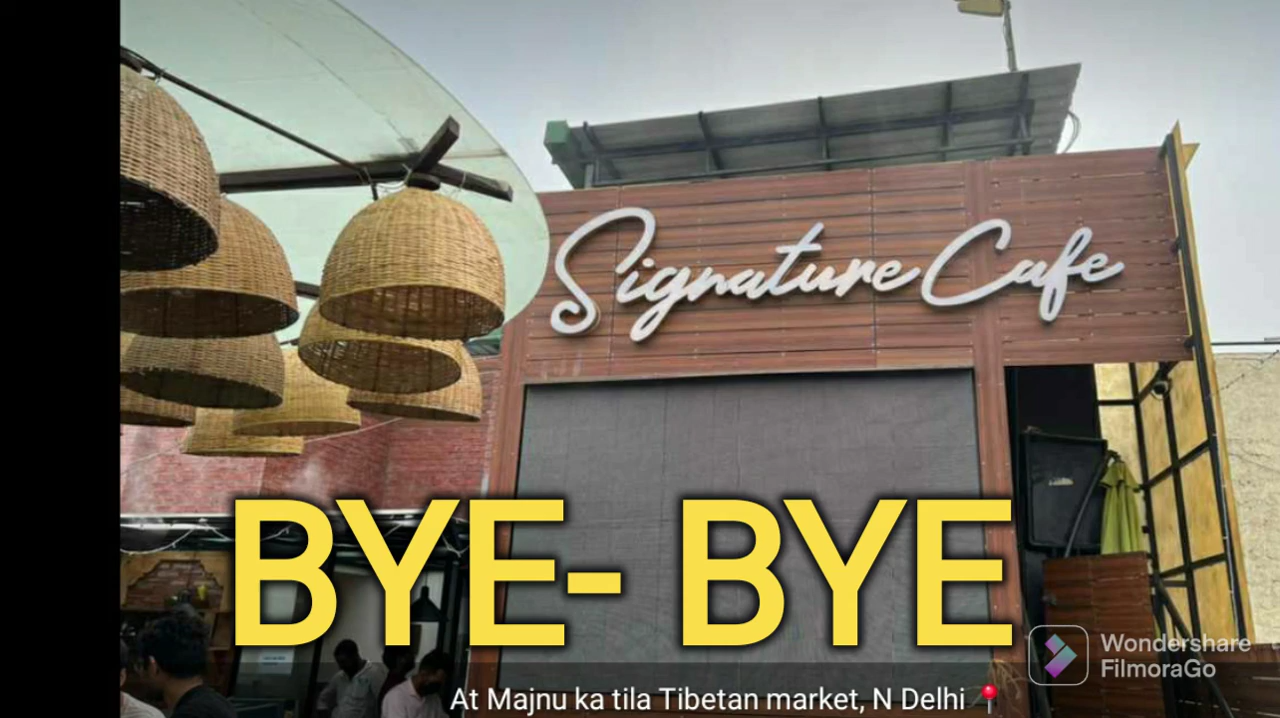 Signature Cafe
BYE- BYE
Wondershare
FilmoraGo
At Majnu ka tila Tibetan market, N Delhi 📍